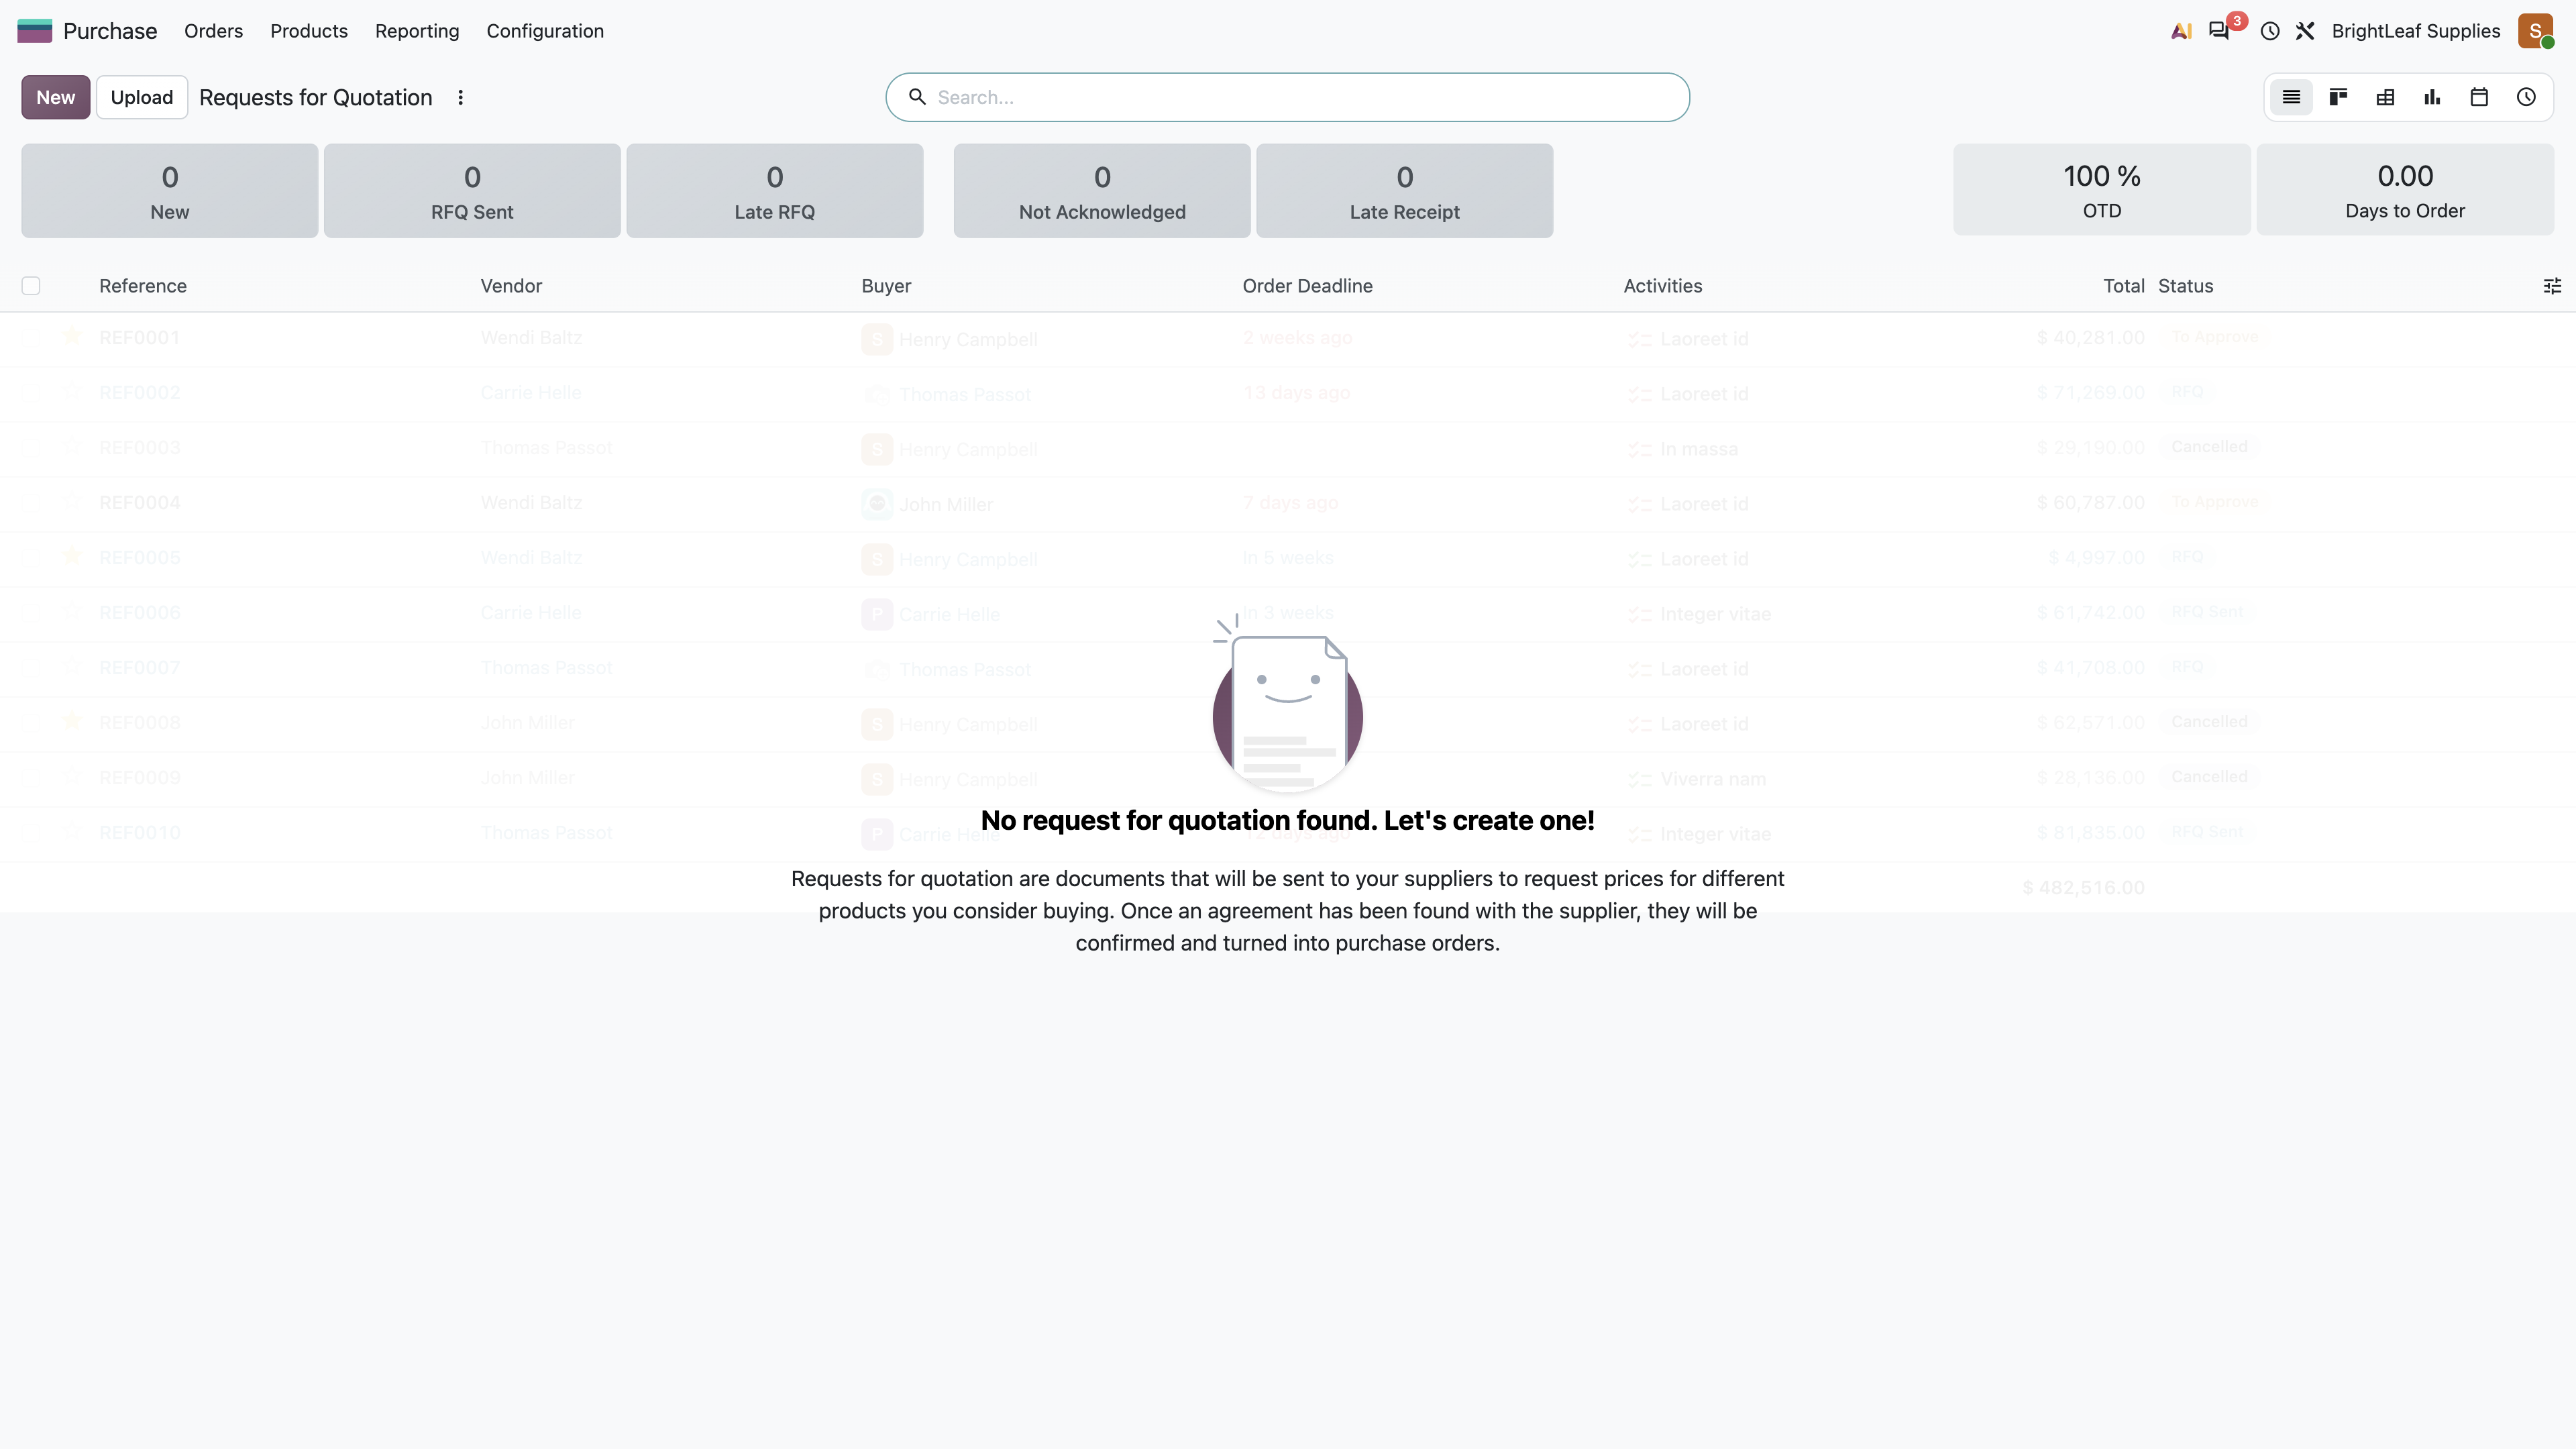 Purchase Orders Products Reporting Configuration
AI 3 BrightLeaf Supplies S
New Upload Requests for Quotation
Search...
0 0 0 0 0 100 % 0.00
New RFQ Sent Late RFQ Not Acknowledged Late Receipt OTD Days to Order
Reference Vendor Buyer Order Deadline Activities Total Status
REF0001 Wendi Baltz S Henry Campbell 2 weeks ago Laoreet id $ 40,281.00 To Approve
REF0002 Carrie Helle Thomas Passot 13 days ago Laoreet id $ 71,269.00 RFQ
REF0003 Thomas Passot S Henry Campbell In massa $ 29,190.00 Cancelled
REF0004 Wendi Baltz John Miller 7 days ago Laoreet id $ 60,787.00 To Approve
REF0005 Wendi Baltz S Henry Campbell In 5 weeks Laoreet id $ 4,997.00 RFQ
REF0006 Carrie Helle P Carrie Helle In 3 weeks Integer vitae $ 61,742.00 RFQ Sent
REF0007 Thomas Passot Thomas Passot Laoreet id $ 41,708.00 RFQ
REF0008 John Miller S Henry Campbell Laoreet id $ 62,571.00 Cancelled
REF0009 John Miller S Henry Campbell Viverra nam $ 28,136.00 Cancelled
REF0010 Thomas Passot P Carrie Helle days ago Integer vitae $ 81,835.00 RFQ Sent
No request for quotation found. Let's create one!
Requests for quotation are documents that will be sent to your suppliers to request prices for different
products you consider buying. Once an agreement has been found with the supplier, they will be
confirmed and turned into purchase orders.
$ 482,516.00